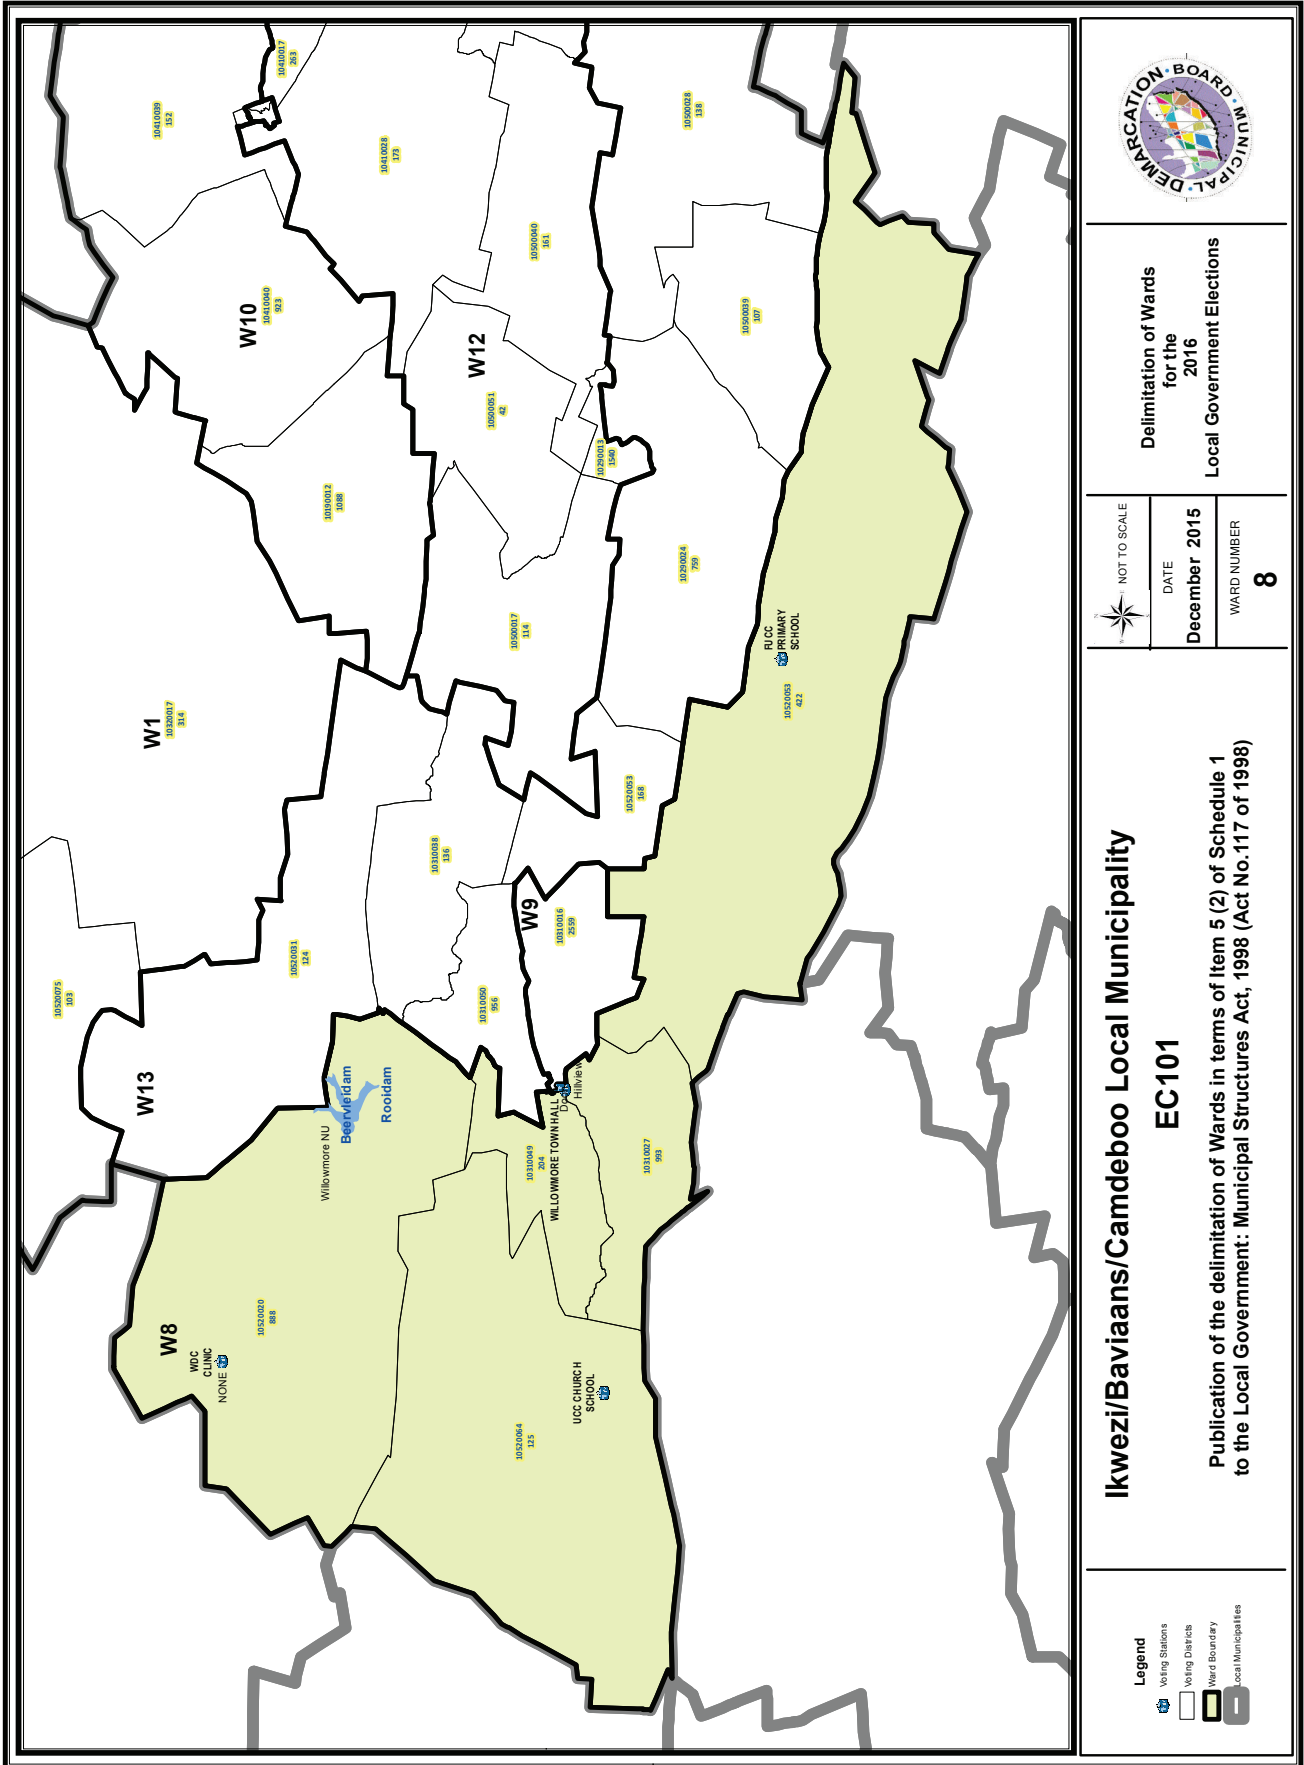 W1
10320017
314
10410039
152
10410017
263
W10
10410040
923
10410028
173
10190012
1088
W12
10500051
42
10500040
161
10500028
138
10500039
107
10290013
1540
10290024
759
10500017
114
10520075
103
W13
10520031
124
10310038
136
10520053
168
10310050
956
W9
10310016
2559
Beervleidam
Rooidam
Willowmore NU
W8
10520020
888
WDC
CLINIC
NONE
10310049
204
WILLOWMORE TOWN HALL
Hillview
10310027
993
UCC CHURCH
SCHOOL
10520064
125
FUCC
PRIMARY
SCHOOL
10520053
422
Legend
Voting Stations
Voting Districts
Ward Boundary
Local Municipalities
Ikwezi/Baviaans/Camdeboo Local Municipality
EC101
Publication of the delimitation of Wards in terms of Item 5 (2) of Schedule 1
to the Local Government: Municipal Structures Act, 1998 (Act No.117 of 1998)
NOT TO SCALE
DATE
December 2015
WARD NUMBER
8
Delimitation of Wards
for the
2016
Local Government Elections
MUNICIPAL • DEMARCATION • BOARD •